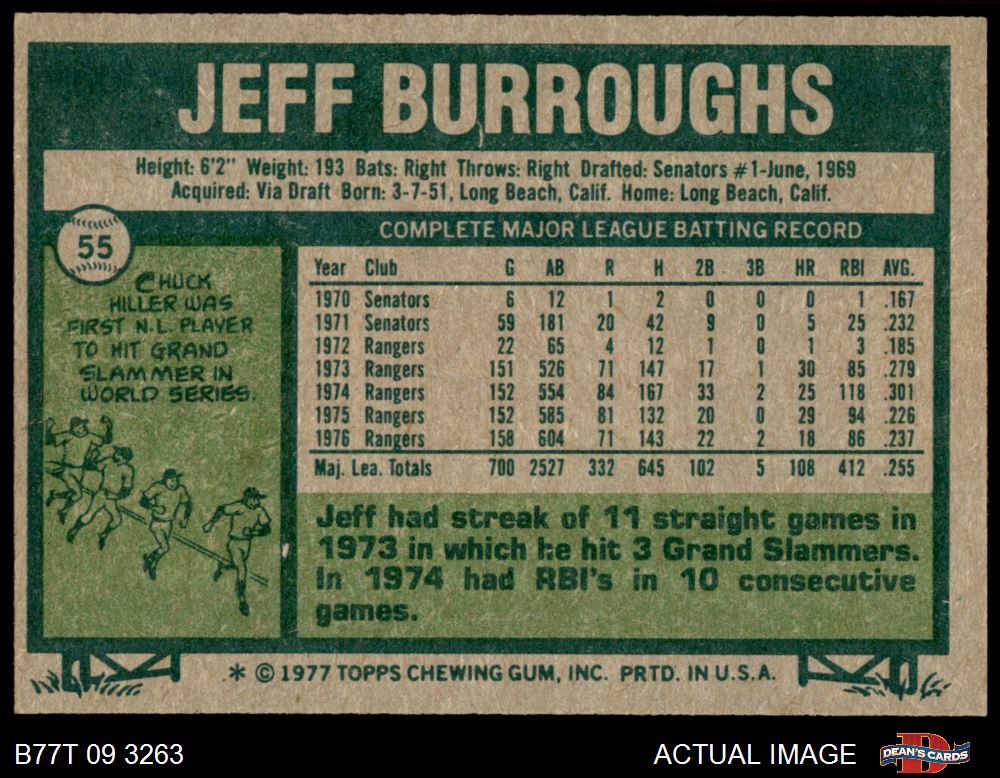 JEFF BURROUGHS
Height: 6'2" Weight: 193 Bats: Right Throws: Right Drafted: Senators #1-June, 1969
Acquired: Via Draft Born: 3-7-51, Long Beach, Calif. Home: Long Beach, Calif.
55
CHUCK
HILLER WAS
FIRST N.L. PLAYER
TO HIT GRAND
SLAMMER IN
WORLD SERIES.
COMPLETE MAJOR LEAGUE BATTING RECORD
Year Club G AB R H 2B 3B HR RBI AVG.
1970 Senators 6 12 1 2 0 0 0 1 .167
1971 Senators 59 181 20 42 9 0 5 25 .232
1972 Rangers 22 65 4 12 1 0 1 3 .185
1973 Rangers 151 526 71 147 17 1 30 85 .279
1974 Rangers 152 554 84 167 33 2 25 118 .301
1975 Rangers 152 585 81 132 20 0 29 94 .226
1976 Rangers 158 604 71 143 22 2 18 86 .237
Maj. Lea. Totals 700 2527 332 645 102 5 108 412 .255
Jeff had streak of 11 straight games in
1973 in which he hit 3 Grand Slammers.
In 1974 had RBI's in 10 consecutive
games.
* © 1977 TOPPS CHEWING GUM, INC. PRTD. IN U.S.A.
B77T 09 3263
ACTUAL IMAGE
D
DEAN'S CARDS